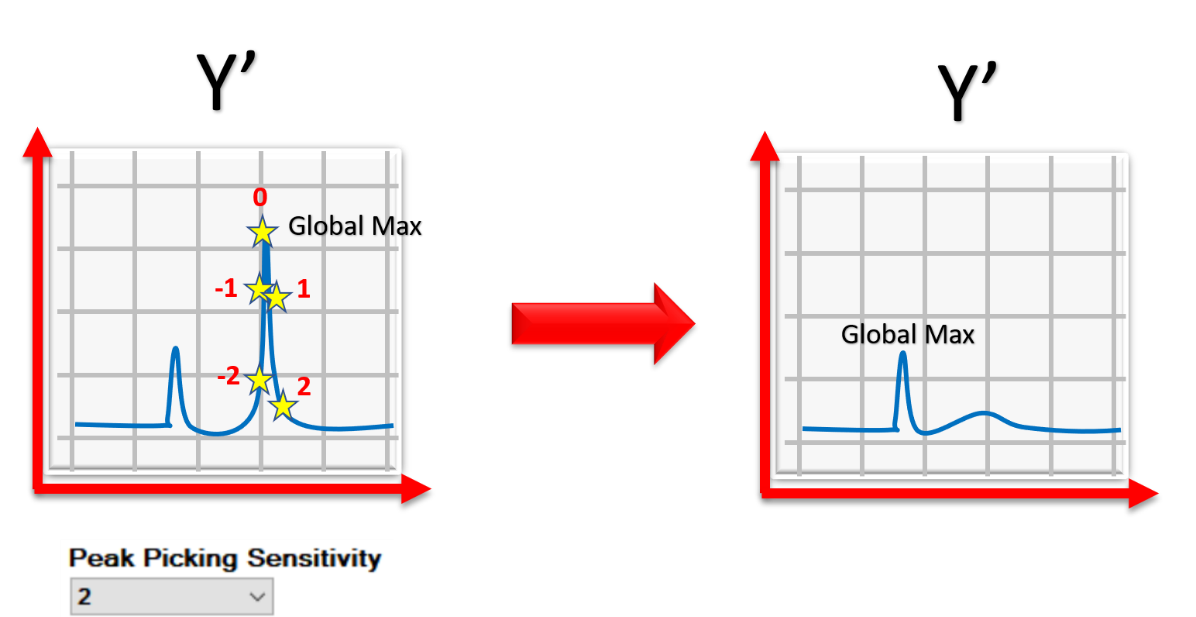 Y’
Y’
0
Global Max
-1
1
-2
2
Global Max
Peak Picking Sensitivity
2